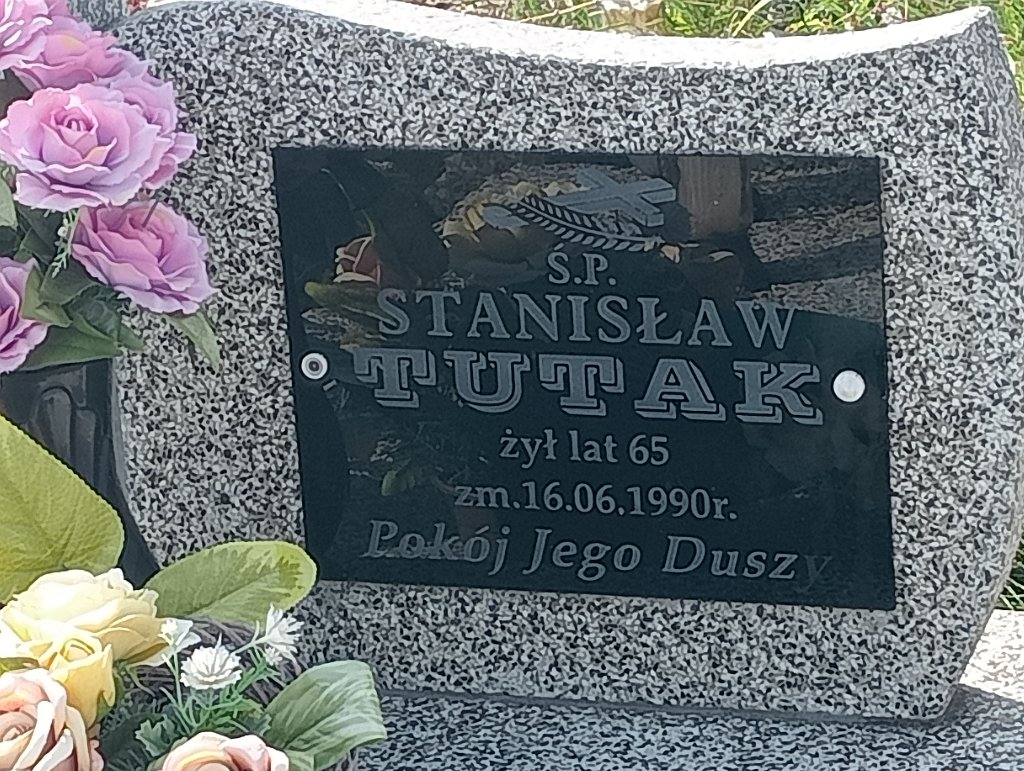 S.P.
STANISŁAW
TUTAK
żył lat 65
zm.16.06.1990r.
Pokój Jego Duszy